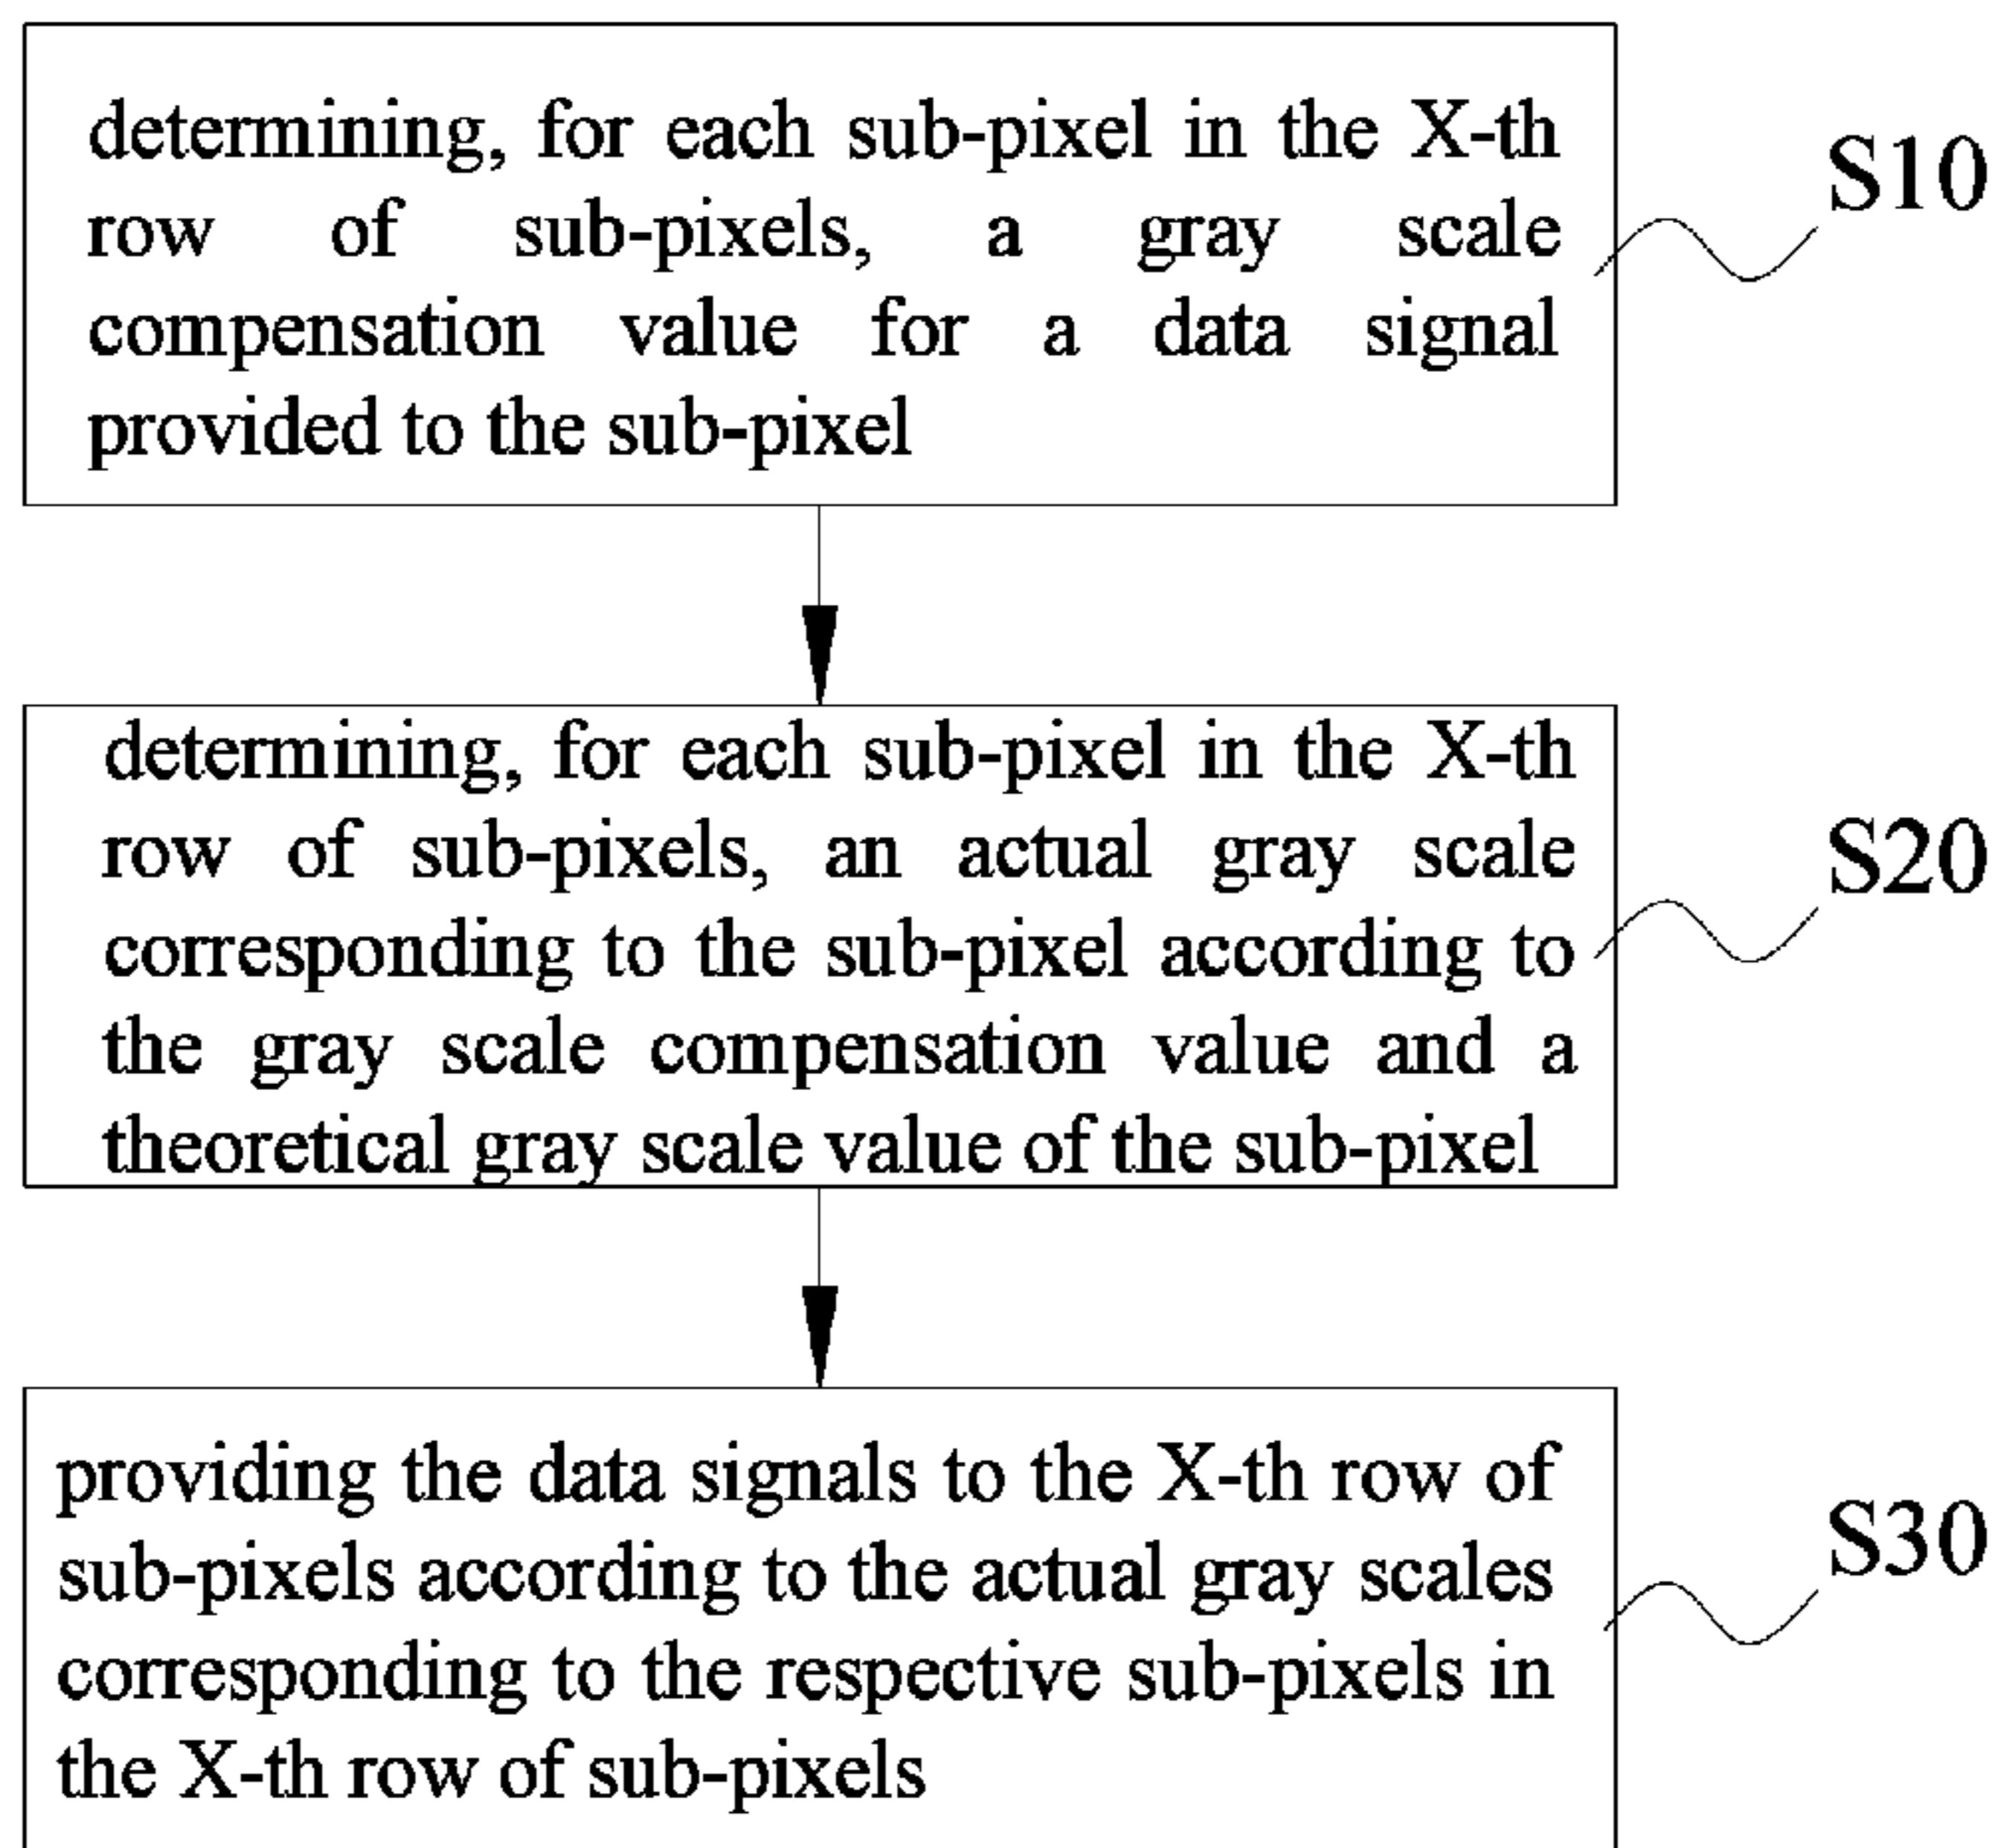 determining, for each sub-pixel in the X-th
row of sub-pixels, a gray scale
compensation value for a data signal
provided to the sub-pixel
S10
determining, for each sub-pixel in the X-th
row of sub-pixels, an actual gray scale
corresponding to the sub-pixel according to
the gray scale compensation value and a
theoretical gray scale value of the sub-pixel
S20
providing the data signals to the X-th row of
sub-pixels according to the actual gray scales
corresponding to the respective sub-pixels in
the X-th row of sub-pixels
S30